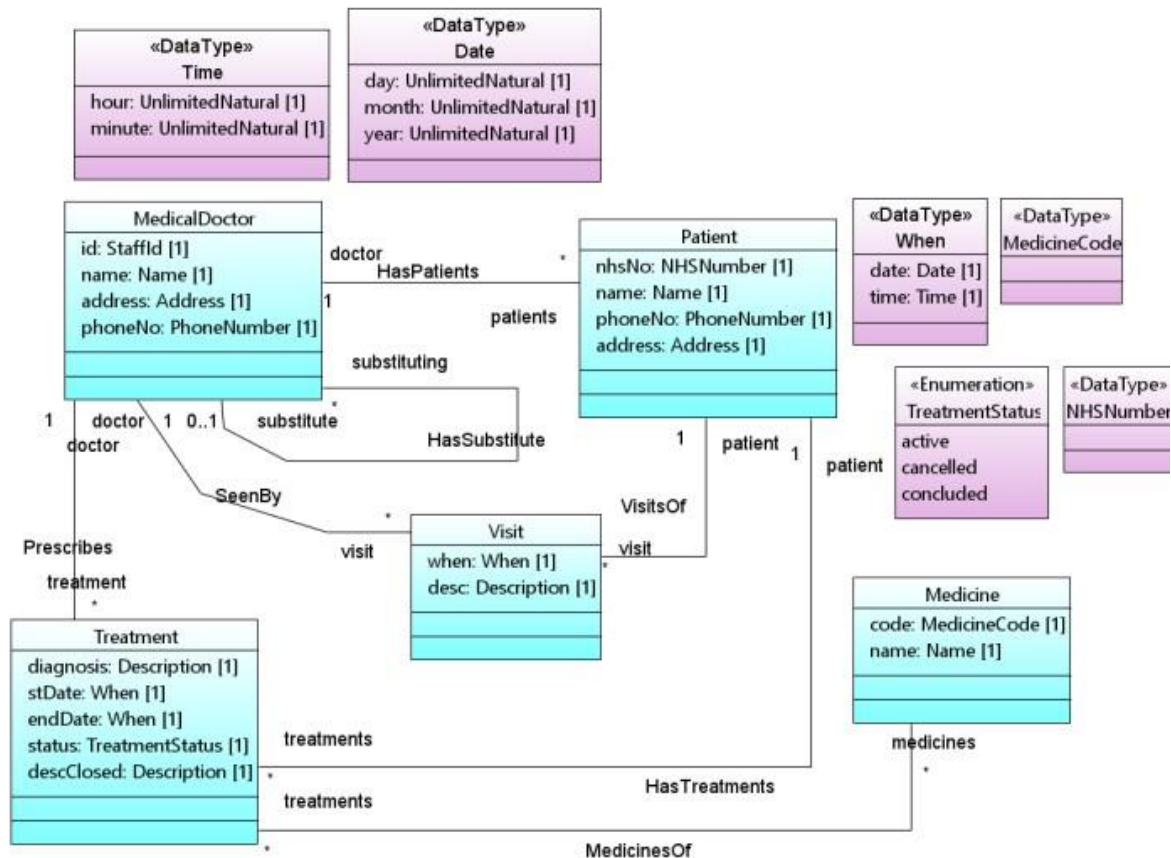 «DataType»
Time
hour: UnlimitedNatural [1]
minute: UnlimitedNatural [1]
«DataType»
Date
day: UnlimitedNatural [1]
month: UnlimitedNatural [1]
year: UnlimitedNatural [1]
MedicalDoctor
id: StaffId [1]
name: Name [1]
address: Address [1]
phoneNo: PhoneNumber [1]
doctor
HasPatients
*
1
patients
Patient
nhsNo: NHSNumber [1]
name: Name [1]
phoneNo: PhoneNumber [1]
address: Address [1]
«DataType»
When
date: Date [1]
time: Time [1]
«DataType»
MedicineCode
substituting
*
substitute
0..1
HasSubstitute
1
doctor
1
doctor
SeenBy
*
visit
1
patient
1
patient
«Enumeration»
TreatmentStatus
active
cancelled
concluded
«DataType»
NHSNumber
VisitsOf
visit
*
Visit
when: When [1]
desc: Description [1]
Prescribes
treatment
*
Medicine
code: MedicineCode [1]
name: Name [1]
Treatment
diagnosis: Description [1]
stDate: When [1]
endDate: When [1]
status: TreatmentStatus [1]
descClosed: Description [1]
treatments
*
HasTreatments
medicines
*
treatments
*
MedicinesOf